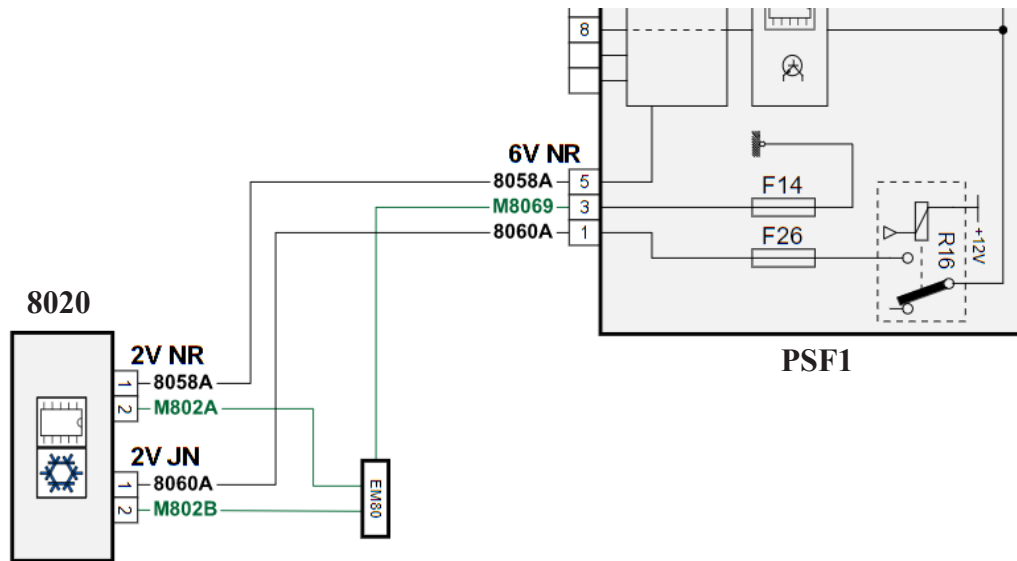 8
6V NR
8058A 5
M8069 3
8060A 1
F14
F26
R16
+12V
PSF1
8020
2V NR
1 8058A
2 M802A
2V JN
1 8060A
2 M802B
EM80